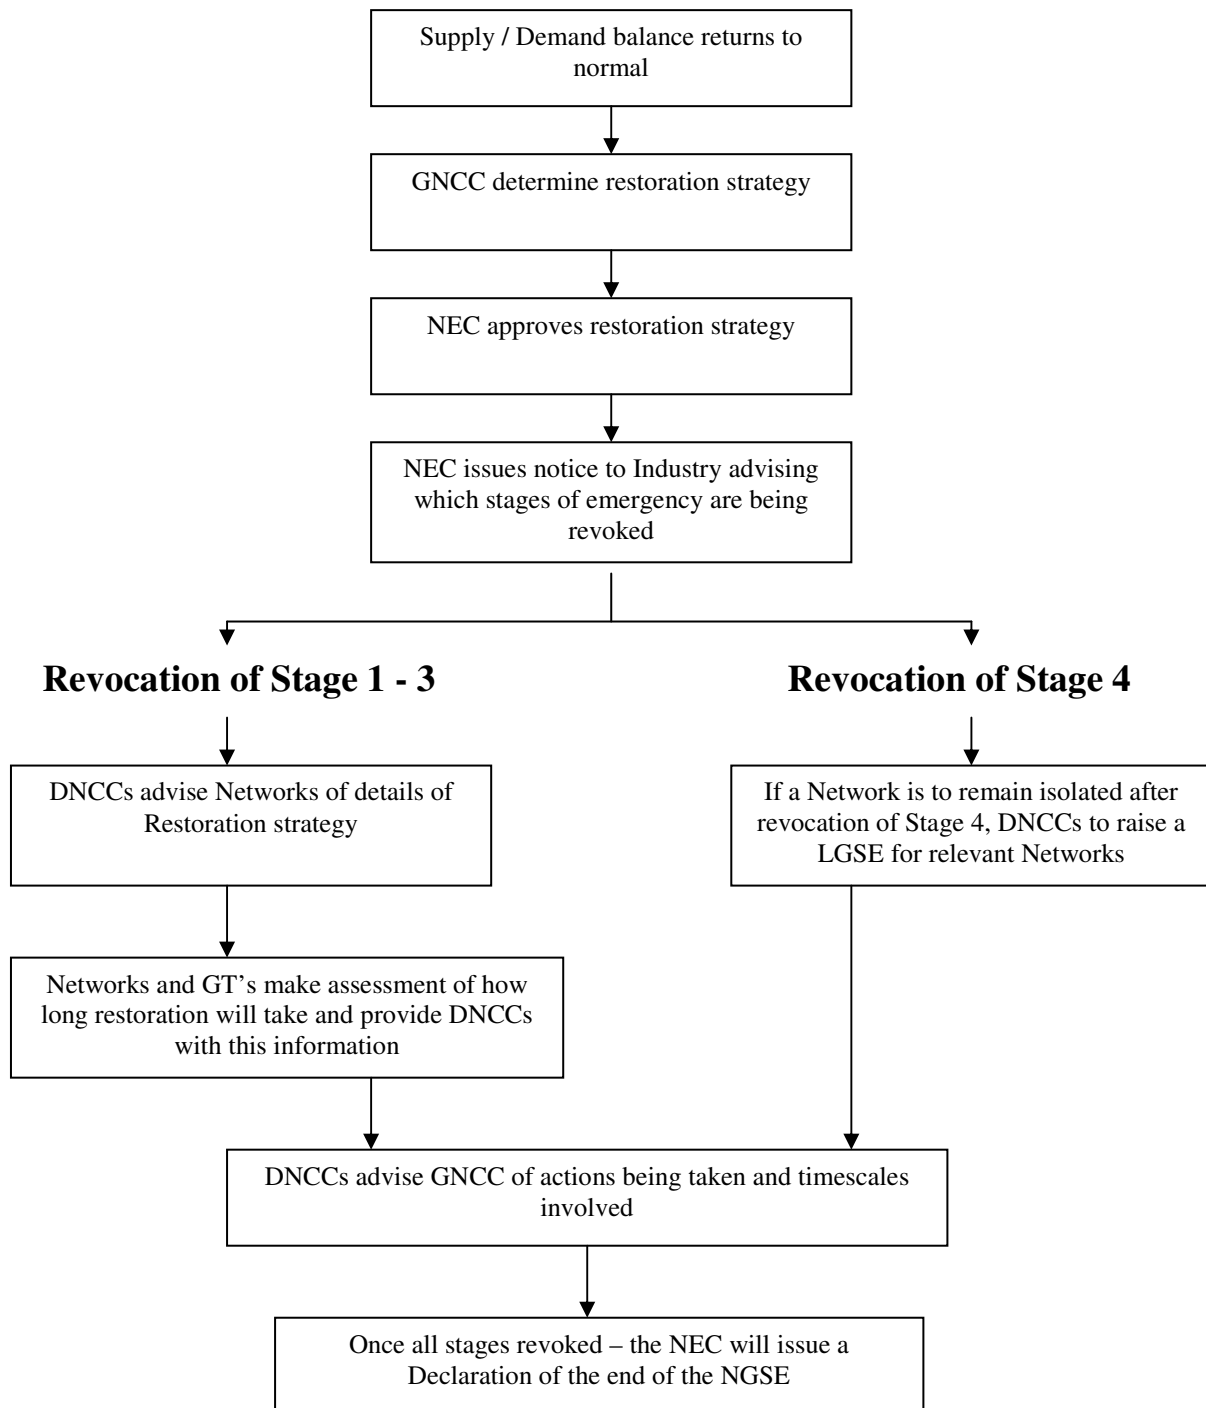 Supply / Demand balance returns to
normal
GNCC determine restoration strategy
NEC approves restoration strategy
NEC issues notice to Industry advising
which stages of emergency are being
revoked
Revocation of Stage 1 - 3
Revocation of Stage 4
DNCCs advise Networks of details of
Restoration strategy
If a Network is to remain isolated after
revocation of Stage 4, DNCCs to raise a
LGSE for relevant Networks
Networks and GT’s make assessment of how
long restoration will take and provide DNCCs
with this information
DNCCs advise GNCC of actions being taken and timescales
involved
Once all stages revoked – the NEC will issue a
Declaration of the end of the NGSE